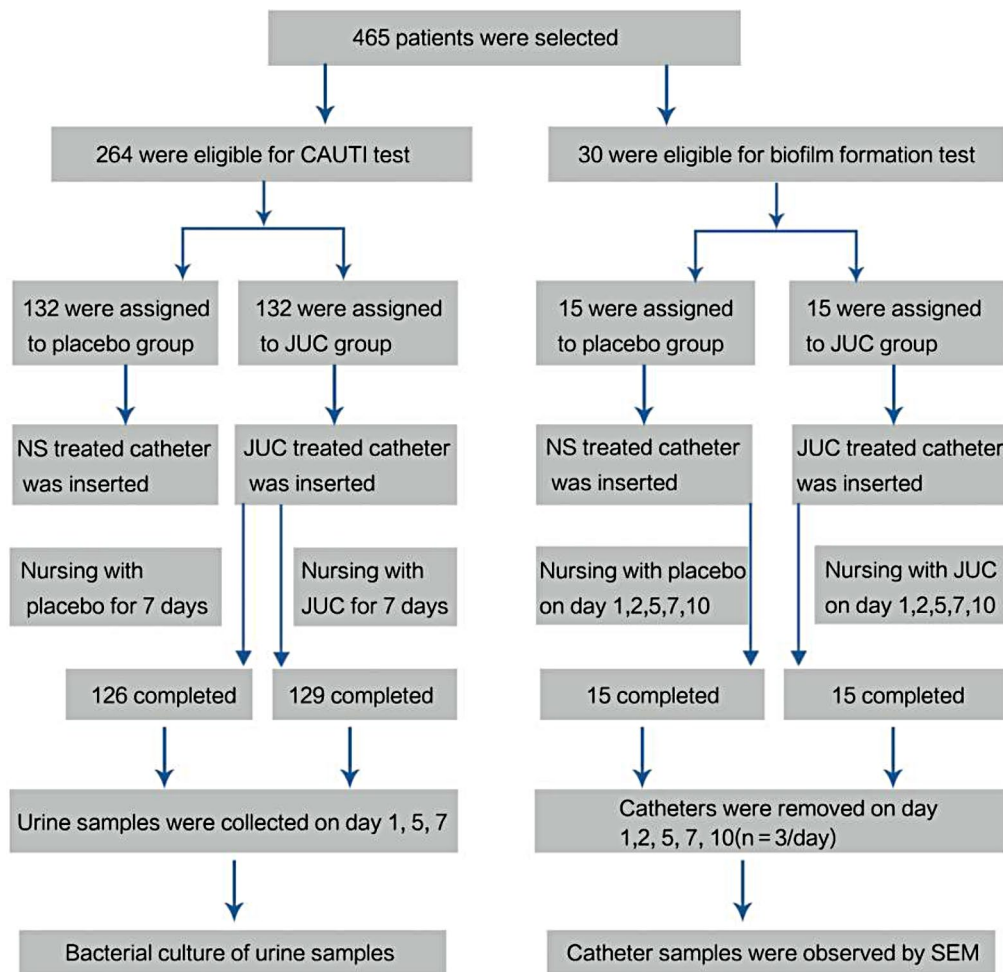 465 patients were selected
264 were eligible for CAUTI test
30 were eligible for biofilm formation test
132 were assigned
to placebo group
132 were assigned
to JUC group
15 were assigned
to placebo group
15 were assigned
to JUC group
NS treated catheter
was inserted
JUC treated catheter
was inserted
NS treated catheter
was inserted
JUC treated catheter
was inserted
Nursing with
placebo for 7 days
Nursing with
JUC for 7 days
Nursing with placebo
on day 1,2,5,7,10
Nursing with JUC
on day 1,2,5,7,10
126 completed
129 completed
15 completed
15 completed
Urine samples were collected on day 1, 5, 7
Catheters were removed on day
1,2, 5, 7, 10(n = 3/day)
Bacterial culture of urine samples
Catheter samples were observed by SEM